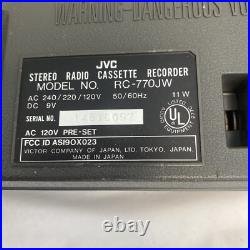 WARNING-DANGEROUS
JVC
STEREO RADIO CASSETTE RECORDER
MODEL NO. RC-770JW
AC 240/220/120V 50/60Hz 11W
DC 9V
SERIAL NO.
AC 120V PRE-SET
FCC ID ASI9OX023
VICTOR COMPANY OF JAPAN, LTD. TOKYO, JAPAN.
MADE IN JAPAN
UL